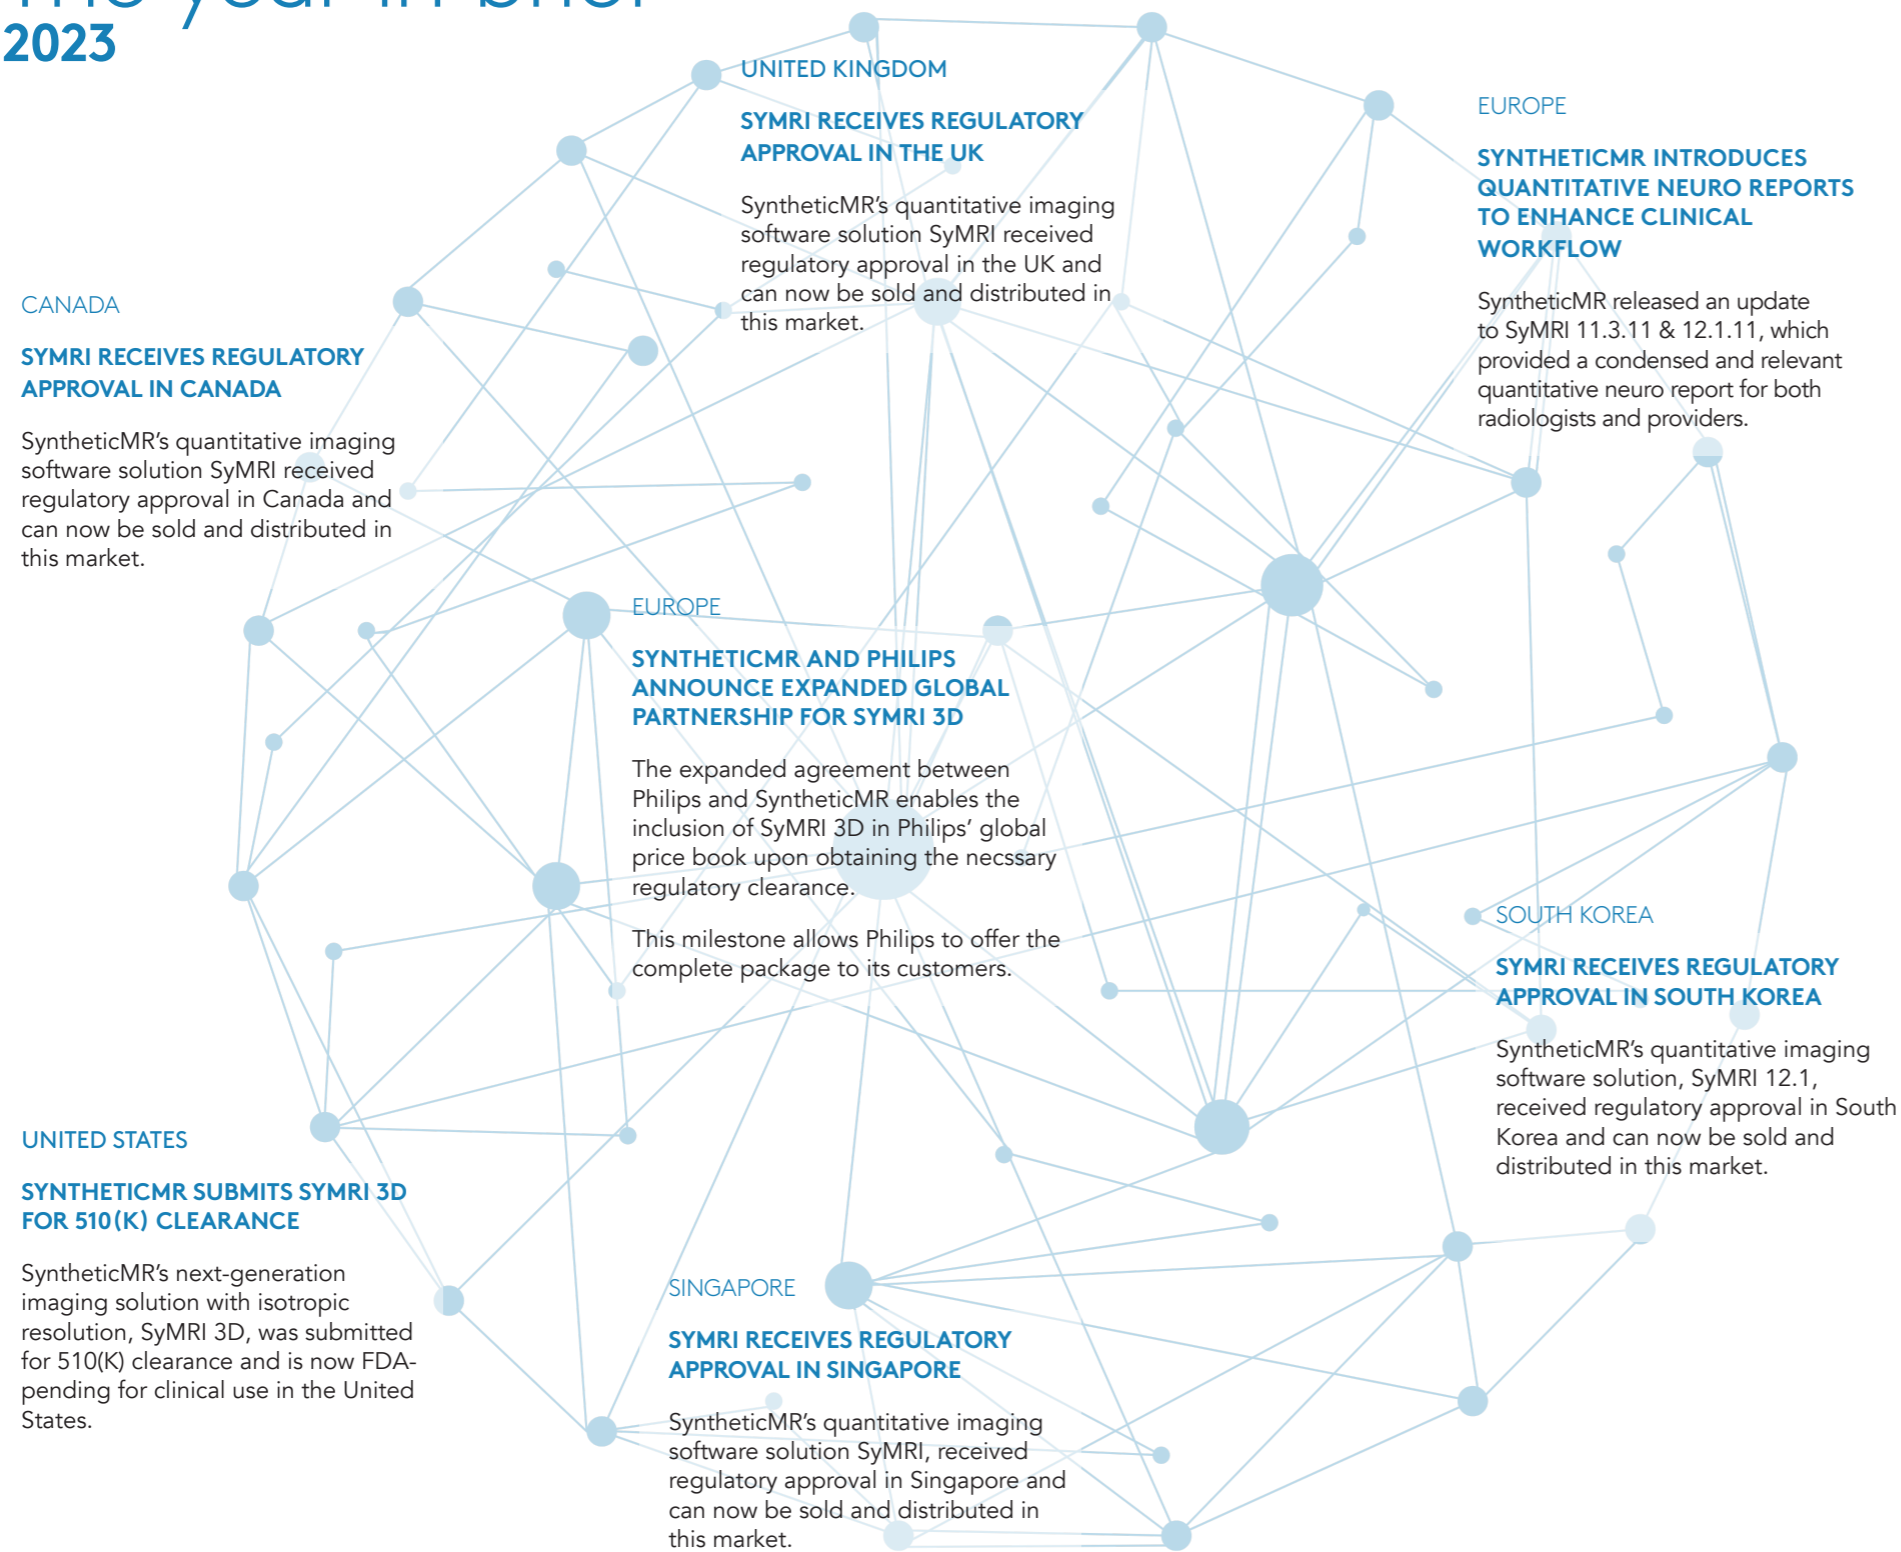 The year in brief
2023
UNITED KINGDOM
SYMRI RECEIVES REGULATORY
APPROVAL IN THE UK
SyntheticMR's quantitative imaging
software solution SyMRI received
regulatory approval in the UK and
can now be sold and distributed in
this market.
EUROPE
SYNTHETICMR INTRODUCES
QUANTITATIVE NEURO REPORTS
TO ENHANCE CLINICAL
WORKFLOW
SyntheticMR released an update
to SyMRI 11.3.11 & 12.1.11, which
provided a condensed and relevant
quantitative neuro report for both
radiologists and providers.
CANADA
SYMRI RECEIVES REGULATORY
APPROVAL IN CANADA
SyntheticMR's quantitative imaging
software solution SyMRI received
regulatory approval in Canada and
can now be sold and distributed in
this market.
EUROPE
SYNTHETICMR AND PHILIPS
ANNOUNCE EXPANDED GLOBAL
PARTNERSHIP FOR SYMRI 3D
The expanded agreement between
Philips and SyntheticMR enables the
inclusion of SyMRI 3D in Philips' global
price book upon obtaining the necssary
regulatory clearance.
This milestone allows Philips to offer the
complete package to its customers.
SOUTH KOREA
SYMRI RECEIVES REGULATORY
APPROVAL IN SOUTH KOREA
SyntheticMR's quantitative imaging
software solution, SyMRI 12.1,
received regulatory approval in South
Korea and can now be sold and
distributed in this market.
UNITED STATES
SYNTHETICMR SUBMITS SYMRI 3D
FOR 510(K) CLEARANCE
SyntheticMR's next-generation
imaging solution with isotropic
resolution, SyMRI 3D, was submitted
for 510(K) clearance and is now FDA-
pending for clinical use in the United
States.
SINGAPORE
SYMRI RECEIVES REGULATORY
APPROVAL IN SINGAPORE
SyntheticMR's quantitative imaging
software solution SyMRI, received
regulatory approval in Singapore and
can now be sold and distributed in
this market.